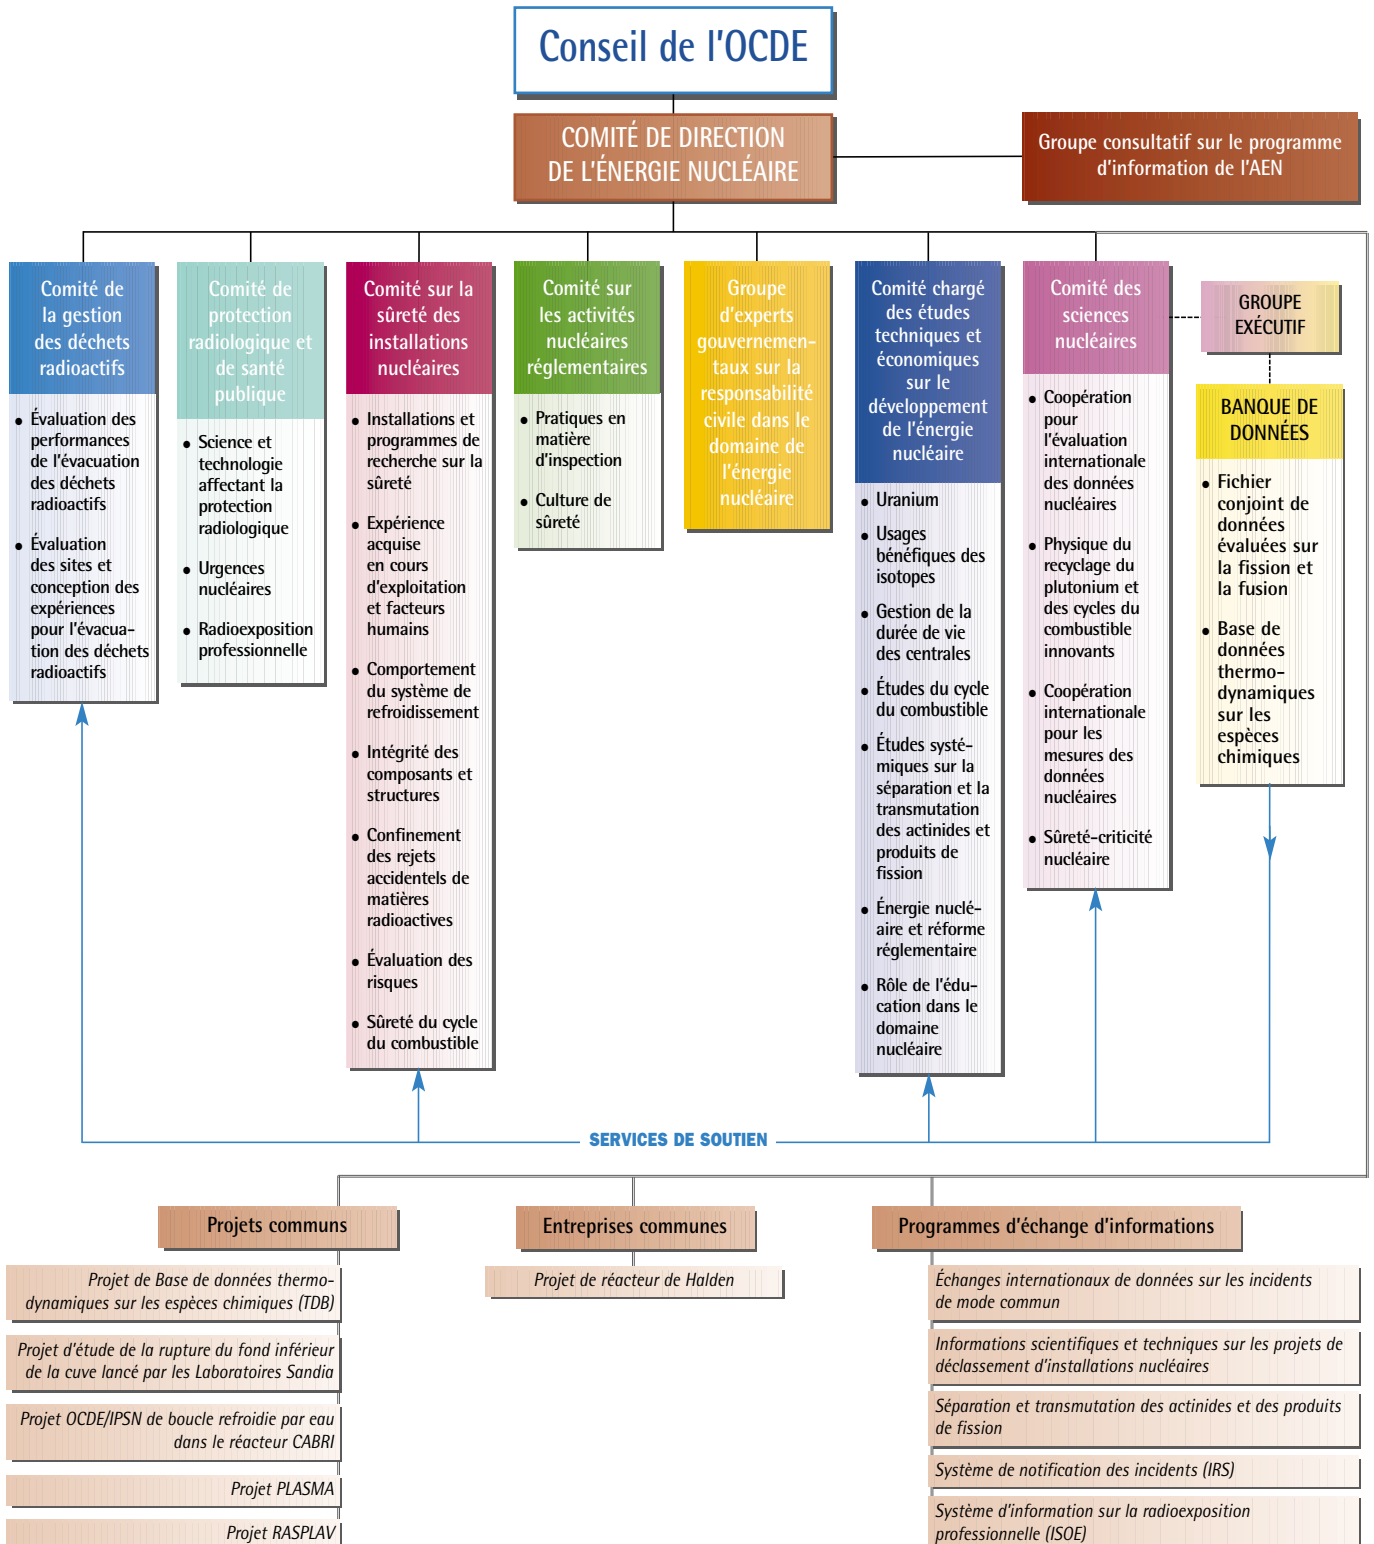 Conseil de l'OCDE
COMITÉ DE DIRECTION
DE L'ÉNERGIE NUCLÉAIRE
Groupe consultatif sur le programme
d'information de l'AEN
Comité de
la gestion
des déchets
radioactifs
• Évaluation des
performances
de l'évacuation
des déchets
radioactifs
• Évaluation
des sites et
conception des
expériences
pour l'évacua-
tion des déchets
radioactifs
Comité de
protection
radiologique et
de santé
publique
• Science et
technologie
affectant la
protection
radiologique
• Urgences
nucléaires
• Radioexposition
professionnelle
Comité sur la
sûreté des
installations
nucléaires
• Installations et
programmes de
recherche sur la
sûreté
• Expérience
acquise
en cours
d'exploitation
et facteurs
humains
• Comportement
du système de
refroidissement
• Intégrité des
composants et
structures
• Confinement
des rejets
accidentels de
matières
radioactives
• Évaluation des
risques
• Sûreté du cycle
du combustible
Comité sur
les activités
nucléaires
réglementaires
• Pratiques en
matière
d'inspection
• Culture de
sûreté
Groupe
d'experts
gouvernemen-
taux sur la
responsabilité
civile dans le
domaine de
l'énergie
nucléaire
Comité chargé
des études
techniques et
économiques
sur le
développement
de l'énergie
nucléaire
• Uranium
• Usages
bénéfiques des
isotopes
• Gestion de la
durée de vie
des centrales
• Études du cycle
du combustible
• Études systé-
miques sur la
séparation et la
transmutation
des actinides et
produits de
fission
• Énergie nuclé-
aire et réforme
réglementaire
• Rôle de l'édu-
cation dans le
domaine
nucléaire
Comité des
sciences
nucléaires
• Coopération
pour
l'évaluation
internationale
des données
nucléaires
• Physique du
recyclage du
plutonium et
des cycles du
combustible
innovants
• Coopération
internationale
pour les
mesures des
données
nucléaires
• Sûreté-criticité
nucléaire
GROUPE
EXÉCUTIF
BANQUE DE
DONNÉES
• Fichier
conjoint de
données
évaluées sur
la fission et
la fusion
• Base de
données
thermo-
dynamiques
sur les
espèces
chimiques
SERVICES DE SOUTIEN
Projets communs
Projet de Base de données thermo-
dynamiques sur les espèces chimiques (TDB)
Projet d'étude de la rupture du fond inférieur
de la cuve lancé par les Laboratoires Sandia
Projet OCDE/IPSN de boucle refroidie par eau
dans le réacteur CABRI
Projet PLASMA
Projet RASPLAV
Entreprises communes
Projet de réacteur de Halden
Programmes d'échange d'informations
Échanges internationaux de données sur les incidents
de mode commun
Informations scientifiques et techniques sur les projets de
déclassement d'installations nucléaires
Séparation et transmutation des actinides et des produits
de fission
Système de notification des incidents (IRS)
Système d'information sur la radioexposition
professionnelle (ISOE)